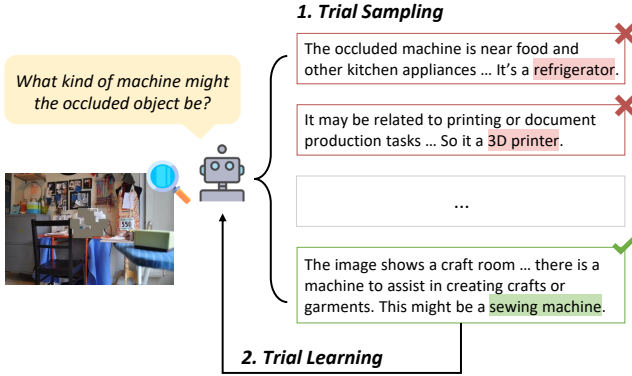 1. Trial Sampling
What kind of machine might
the occluded object be?
The occluded machine is near food and
other kitchen appliances ... It's a refrigerator.
It may be related to printing or document
production tasks ... So it a 3D printer.
...
The image shows a craft room ... there is a
machine to assist in creating crafts or
garments. This might be a sewing machine.
550
2. Trial Learning